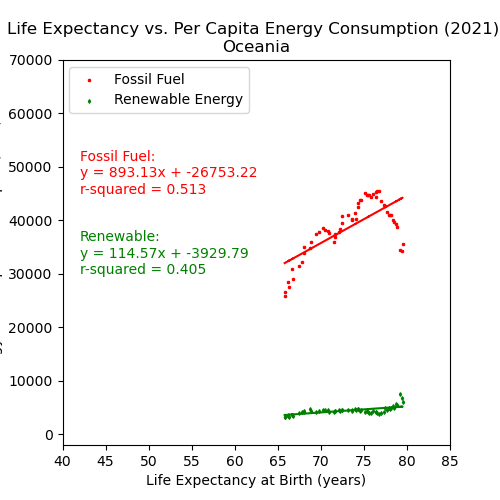 Life Expectancy vs. Per Capita Energy Consumption (2021)
Oceania
70000
60000
50000
40000
30000
20000
10000
0
Fossil Fuel
Renewable Energy
Fossil Fuel:
y = 893.13x + -26753.22
r-squared = 0.513
Renewable:
y = 114.57x + -3929.79
r-squared = 0.405
40 45 50 55 60 65 70 75 80 85
Life Expectancy at Birth (years)